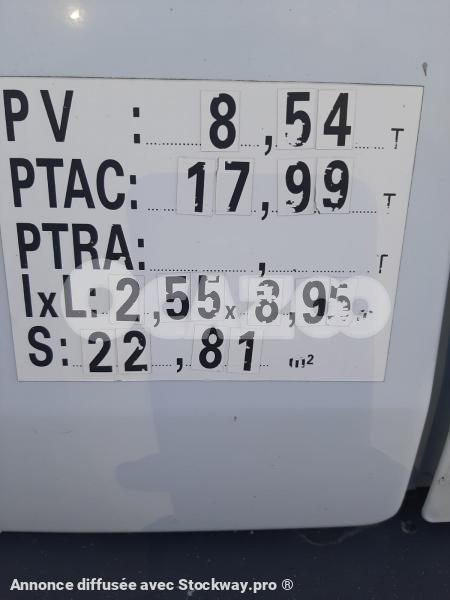 PV : 8,54 T
PTAC: 17,99 T
PTRA: , T
lxL: 2,55 x 8,95
S: 22,81 m²
Annonce diffusée avec Stockway.pro ®